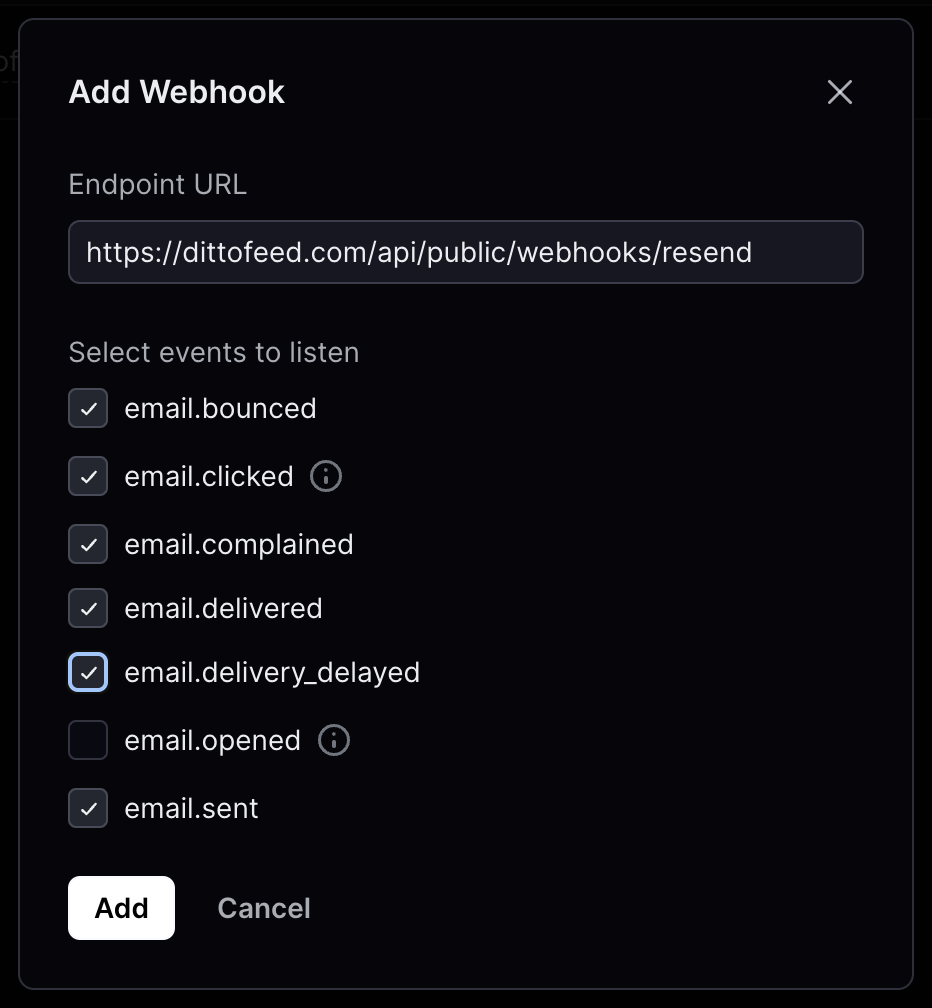 Add Webhook
Endpoint URL
https://dittofeed.com/api/public/webhooks/resend
Select events to listen
email.bounced
email.clicked
email.complained
email.delivered
email.delivery_delayed
email.opened
email.sent
Add Cancel